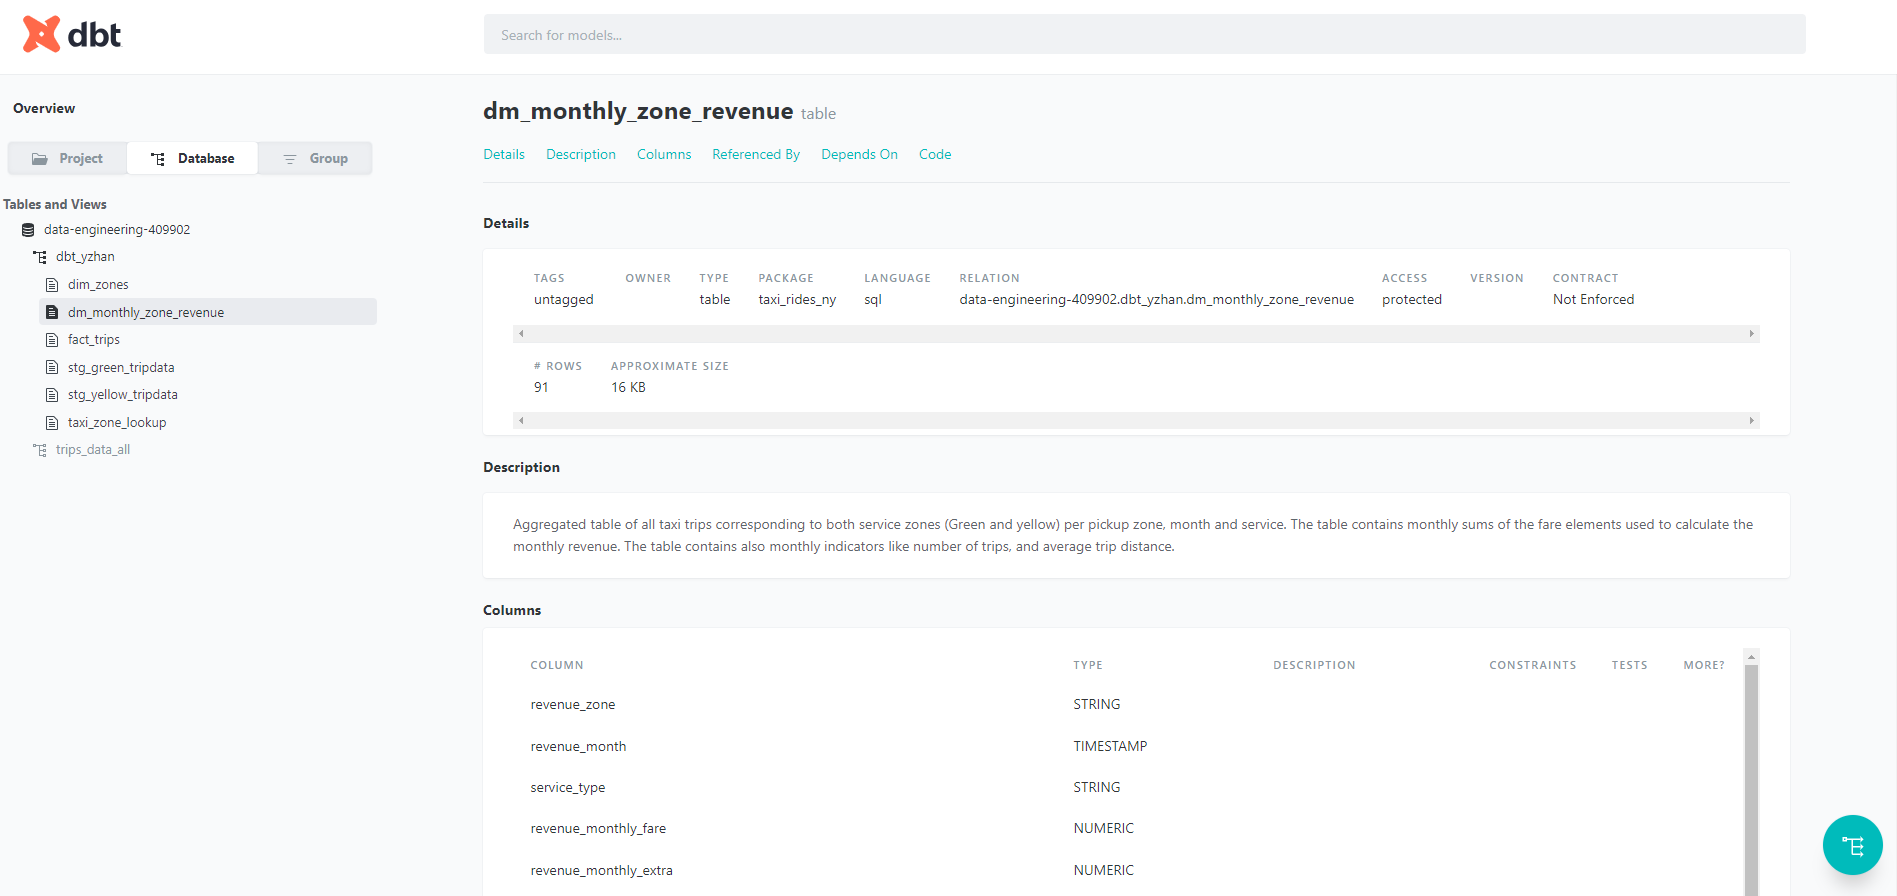 dbt
Search for models...
Overview
Project Database Group
Tables and Views
data-engineering-409902
dbt_yzhan
dim_zones
dm_monthly_zone_revenue
fact_trips
stg_green_tripdata
stg_yellow_tripdata
taxi_zone_lookup
trips_data_all
dm_monthly_zone_revenue table
Details Description Columns Referenced By Depends On Code
Details
TAGS OWNER TYPE PACKAGE LANGUAGE RELATION ACCESS VERSION CONTRACT
untagged table taxi_rides_ny sql data-engineering-409902.dbt_yzhan.dm_monthly_zone_revenue protected Not Enforced
# ROWS APPROXIMATE SIZE
91 16 KB
Description
Aggregated table of all taxi trips corresponding to both service zones (Green and yellow) per pickup zone, month and service. The table contains monthly sums of the fare elements used to calculate the
monthly revenue. The table contains also monthly indicators like number of trips, and average trip distance.
Columns
COLUMN TYPE DESCRIPTION CONSTRAINTS TESTS MORE?
revenue_zone STRING
revenue_month TIMESTAMP
service_type STRING
revenue_monthly_fare NUMERIC
revenue_monthly_extra NUMERIC